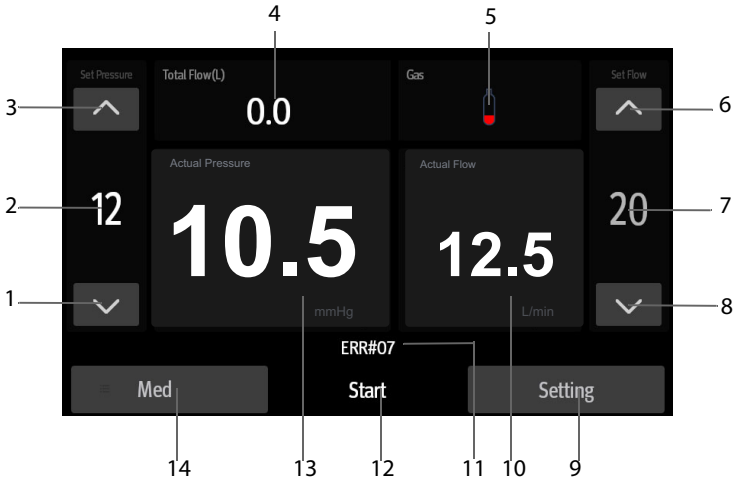 4
5
Set Pressure
Total Flow(L)
Gas
Set Flow
3
0.0
6
Actual Pressure
Actual Flow
2
12
10.5
12.5
20
7
1
mmHg
L/min
8
ERR#07
Med
Start
Setting
14
13
12
11
10
9